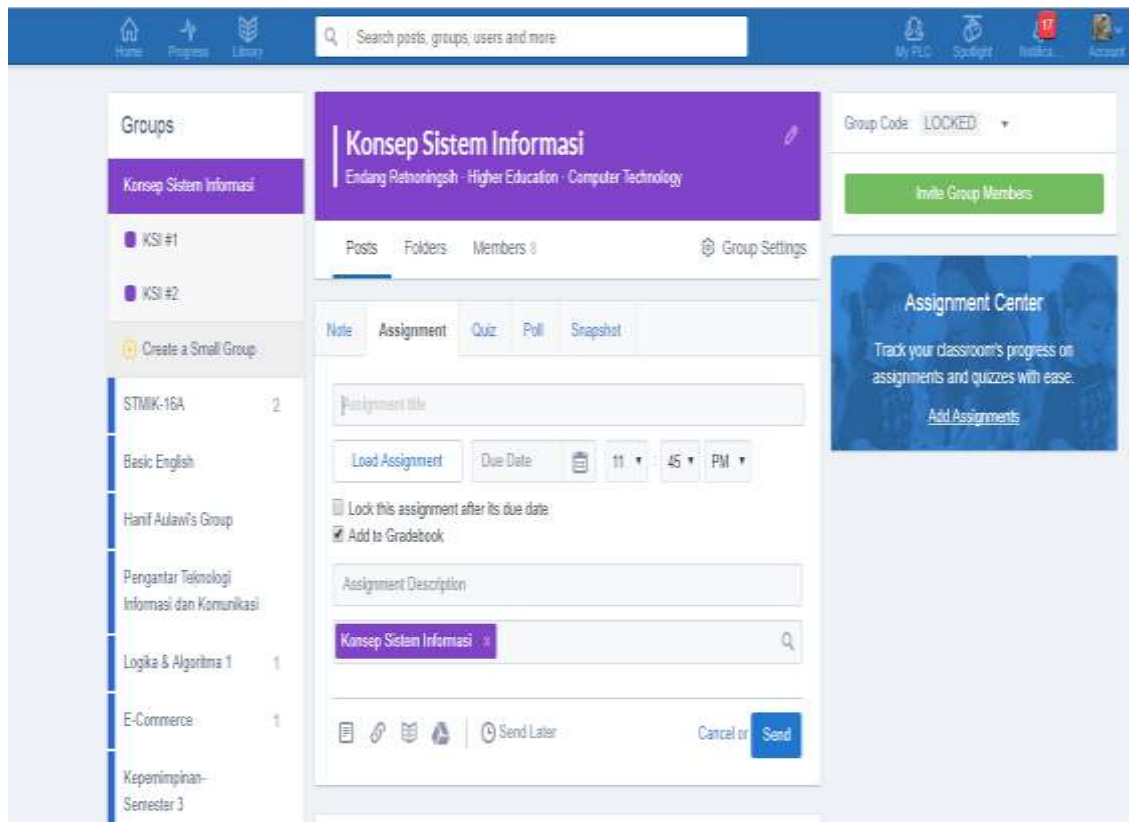 Home Progress Library
Search posts, groups, users and more
My PLC Spotlight 17 Notifica... Account
Groups
Konsep Sistem Informasi
KSI #1
KSI #2
Create a Small Group
STMIK-16A 2
Basic English
Hanif Aulawi's Group
Pengantar Teknologi
Informasi dan Komunikasi
Logika & Algoritma 1 1
E-Commerce 1
Kepemimpinan-
Semester 3
Konsep Sistem Informasi
Endang Retnoningsih · Higher Education · Computer Technology
Posts Folders Members
Group Settings
Note Assignment Quiz Poll Snapshot
Assignment title
Load Assignment Due Date 11 : 45 PM
Lock this assignment after its due date
Add to Gradebook
Assignment Description
Konsep Sistem Informasi x
Send Later Cancel or Send
Group Code: LOCKED
Invite Group Members
Assignment Center
Track your classroom's progress on
assignments and quizzes with ease.
Add Assignments